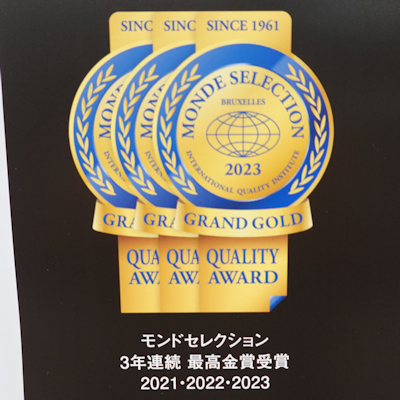 SINCE 1961
MONDE SELECTION
BRUXELLES
2023
INTERNATIONAL QUALITY INSTITUTE
GRAND GOLD
QUALITY
AWARD
モンドセレクション
3年連続 最高金賞受賞
2021・2022・2023